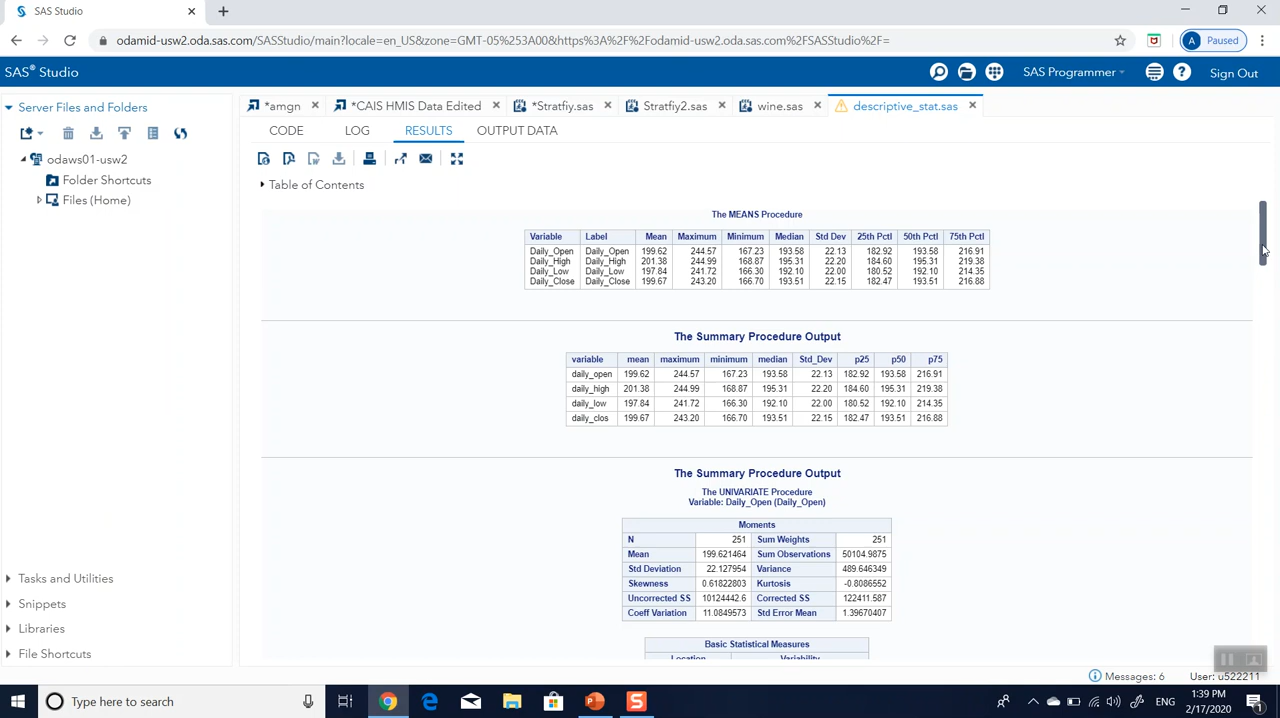 SAS Studio
odamid-usw2.oda.sas.com/SASStudio/main?locale=en_US&zone=GMT-05%253A00&https%3A%2F%2Fodamid-usw2.oda.sas.com%2FSASStudio%2F=
A Paused
SAS® Studio
SAS Programmer
Sign Out
Server Files and Folders
*amgn
*CAIS HMIS Data Edited
*Stratfiy.sas
Stratfiy2.sas
wine.sas
descriptive_stat.sas
CODE LOG RESULTS OUTPUT DATA
odaws01-usw2
Folder Shortcuts
Files (Home)
Table of Contents
The MEANS Procedure
Variable Label Mean Maximum Minimum Median Std Dev 25th Pctl 50th Pctl 75th Pctl
Daily_Open Daily_Open 199.62 244.57 167.23 193.58 22.13 182.92 193.58 216.91
Daily_High Daily_High 201.38 244.99 168.87 195.31 22.20 184.60 195.31 219.38
Daily_Low Daily_Low 197.84 241.72 166.30 192.10 22.00 180.52 192.10 214.35
Daily_Close Daily_Close 199.67 243.20 166.70 193.51 22.15 182.47 193.51 216.88
The Summary Procedure Output
variable mean maximum minimum median Std_Dev p25 p50 p75
daily_open 199.62 244.57 167.23 193.58 22.13 182.92 193.58 216.91
daily_high 201.38 244.99 168.87 195.31 22.20 184.60 195.31 219.38
daily_low 197.84 241.72 166.30 192.10 22.00 180.52 192.10 214.35
daily_clos 199.67 243.20 166.70 193.51 22.15 182.47 193.51 216.88
The Summary Procedure Output
The UNIVARIATE Procedure
Variable: Daily_Open (Daily_Open)
Moments
N 251 Sum Weights 251
Mean 199.621464 Sum Observations 50104.9875
Std Deviation 22.127954 Variance 489.646349
Skewness 0.61822803 Kurtosis -0.8086552
Uncorrected SS 10124442.6 Corrected SS 122411.587
Coeff Variation 11.0849573 Std Error Mean 1.39670407
Basic Statistical Measures
Location Variability
Tasks and Utilities
Snippets
Libraries
File Shortcuts
Messages: 6 User: u522211
Type here to search
ENG
1:39 PM
2/17/2020
1